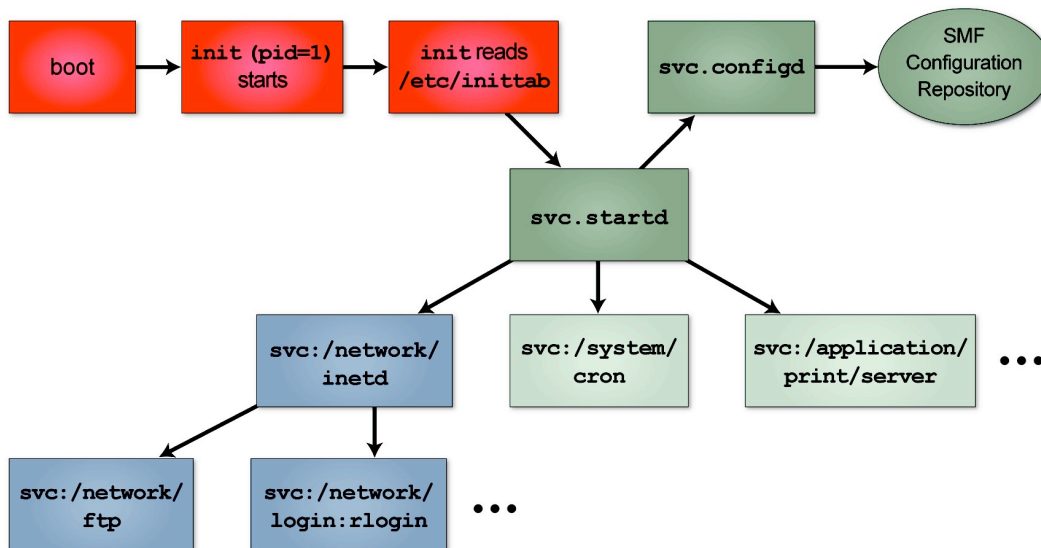 boot
init (pid=1)
starts
init reads
/etc/inittab
svc.configd
SMF
Configuration
Repository
svc.startd
svc:/network/
inetd
svc:/system/
cron
svc:/application/
print/server
•••
svc:/network/
ftp
svc:/network/
login:rlogin
•••